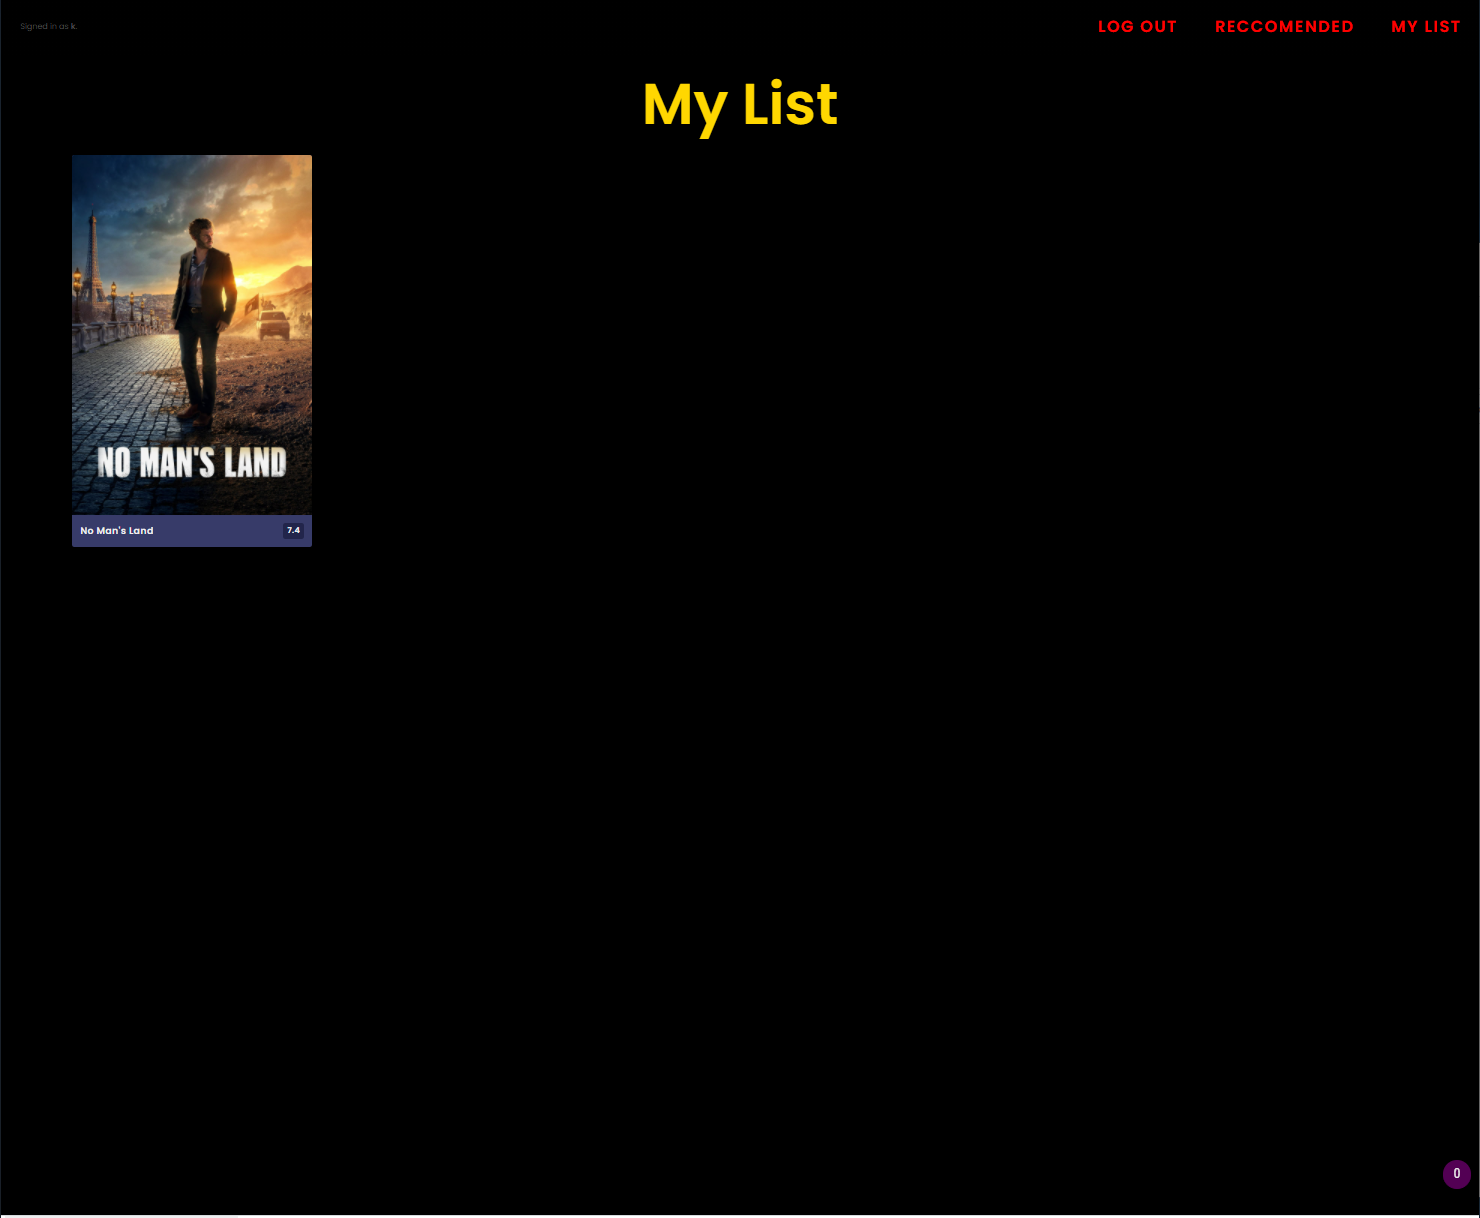 Signed in as k.
LOG OUT
RECCOMENDED
MY LIST
My List
NO MAN'S LAND
No Man's Land
7.4
0